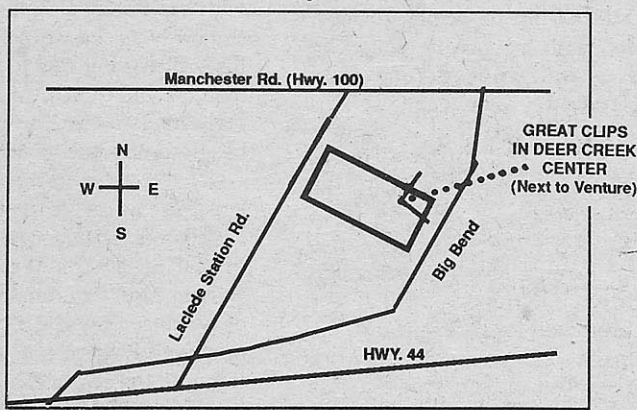 Manchester Rd. (Hwy. 100)
GREAT CLIPS
IN DEER CREEK
CENTER
(Next to Venture)
N
W E
S
Laclede Station Rd.
Big Bend
HWY. 44